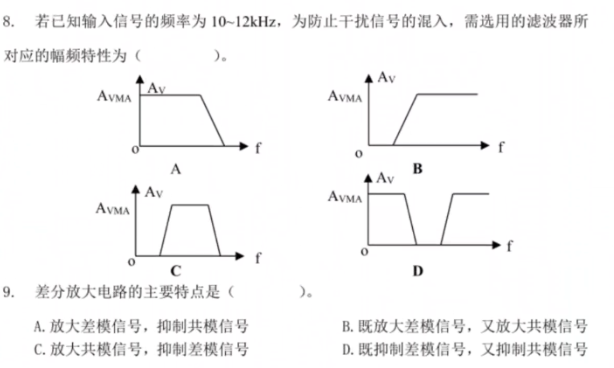 8. 若已知输入信号的频率为 10~12kHz，为防止干扰信号的混入，需选用的滤波器所
对应的幅频特性为（ ）。
AVMA AV
o f
A
AVMA AV
o f
B
AVMA AV
o f
C
AVMA AV
o f
D
9. 差分放大电路的主要特点是（ ）。
A. 放大差模信号，抑制共模信号 B. 既放大差模信号，又放大共模信号
C. 放大共模信号，抑制差模信号 D. 既抑制差模信号，又抑制共模信号